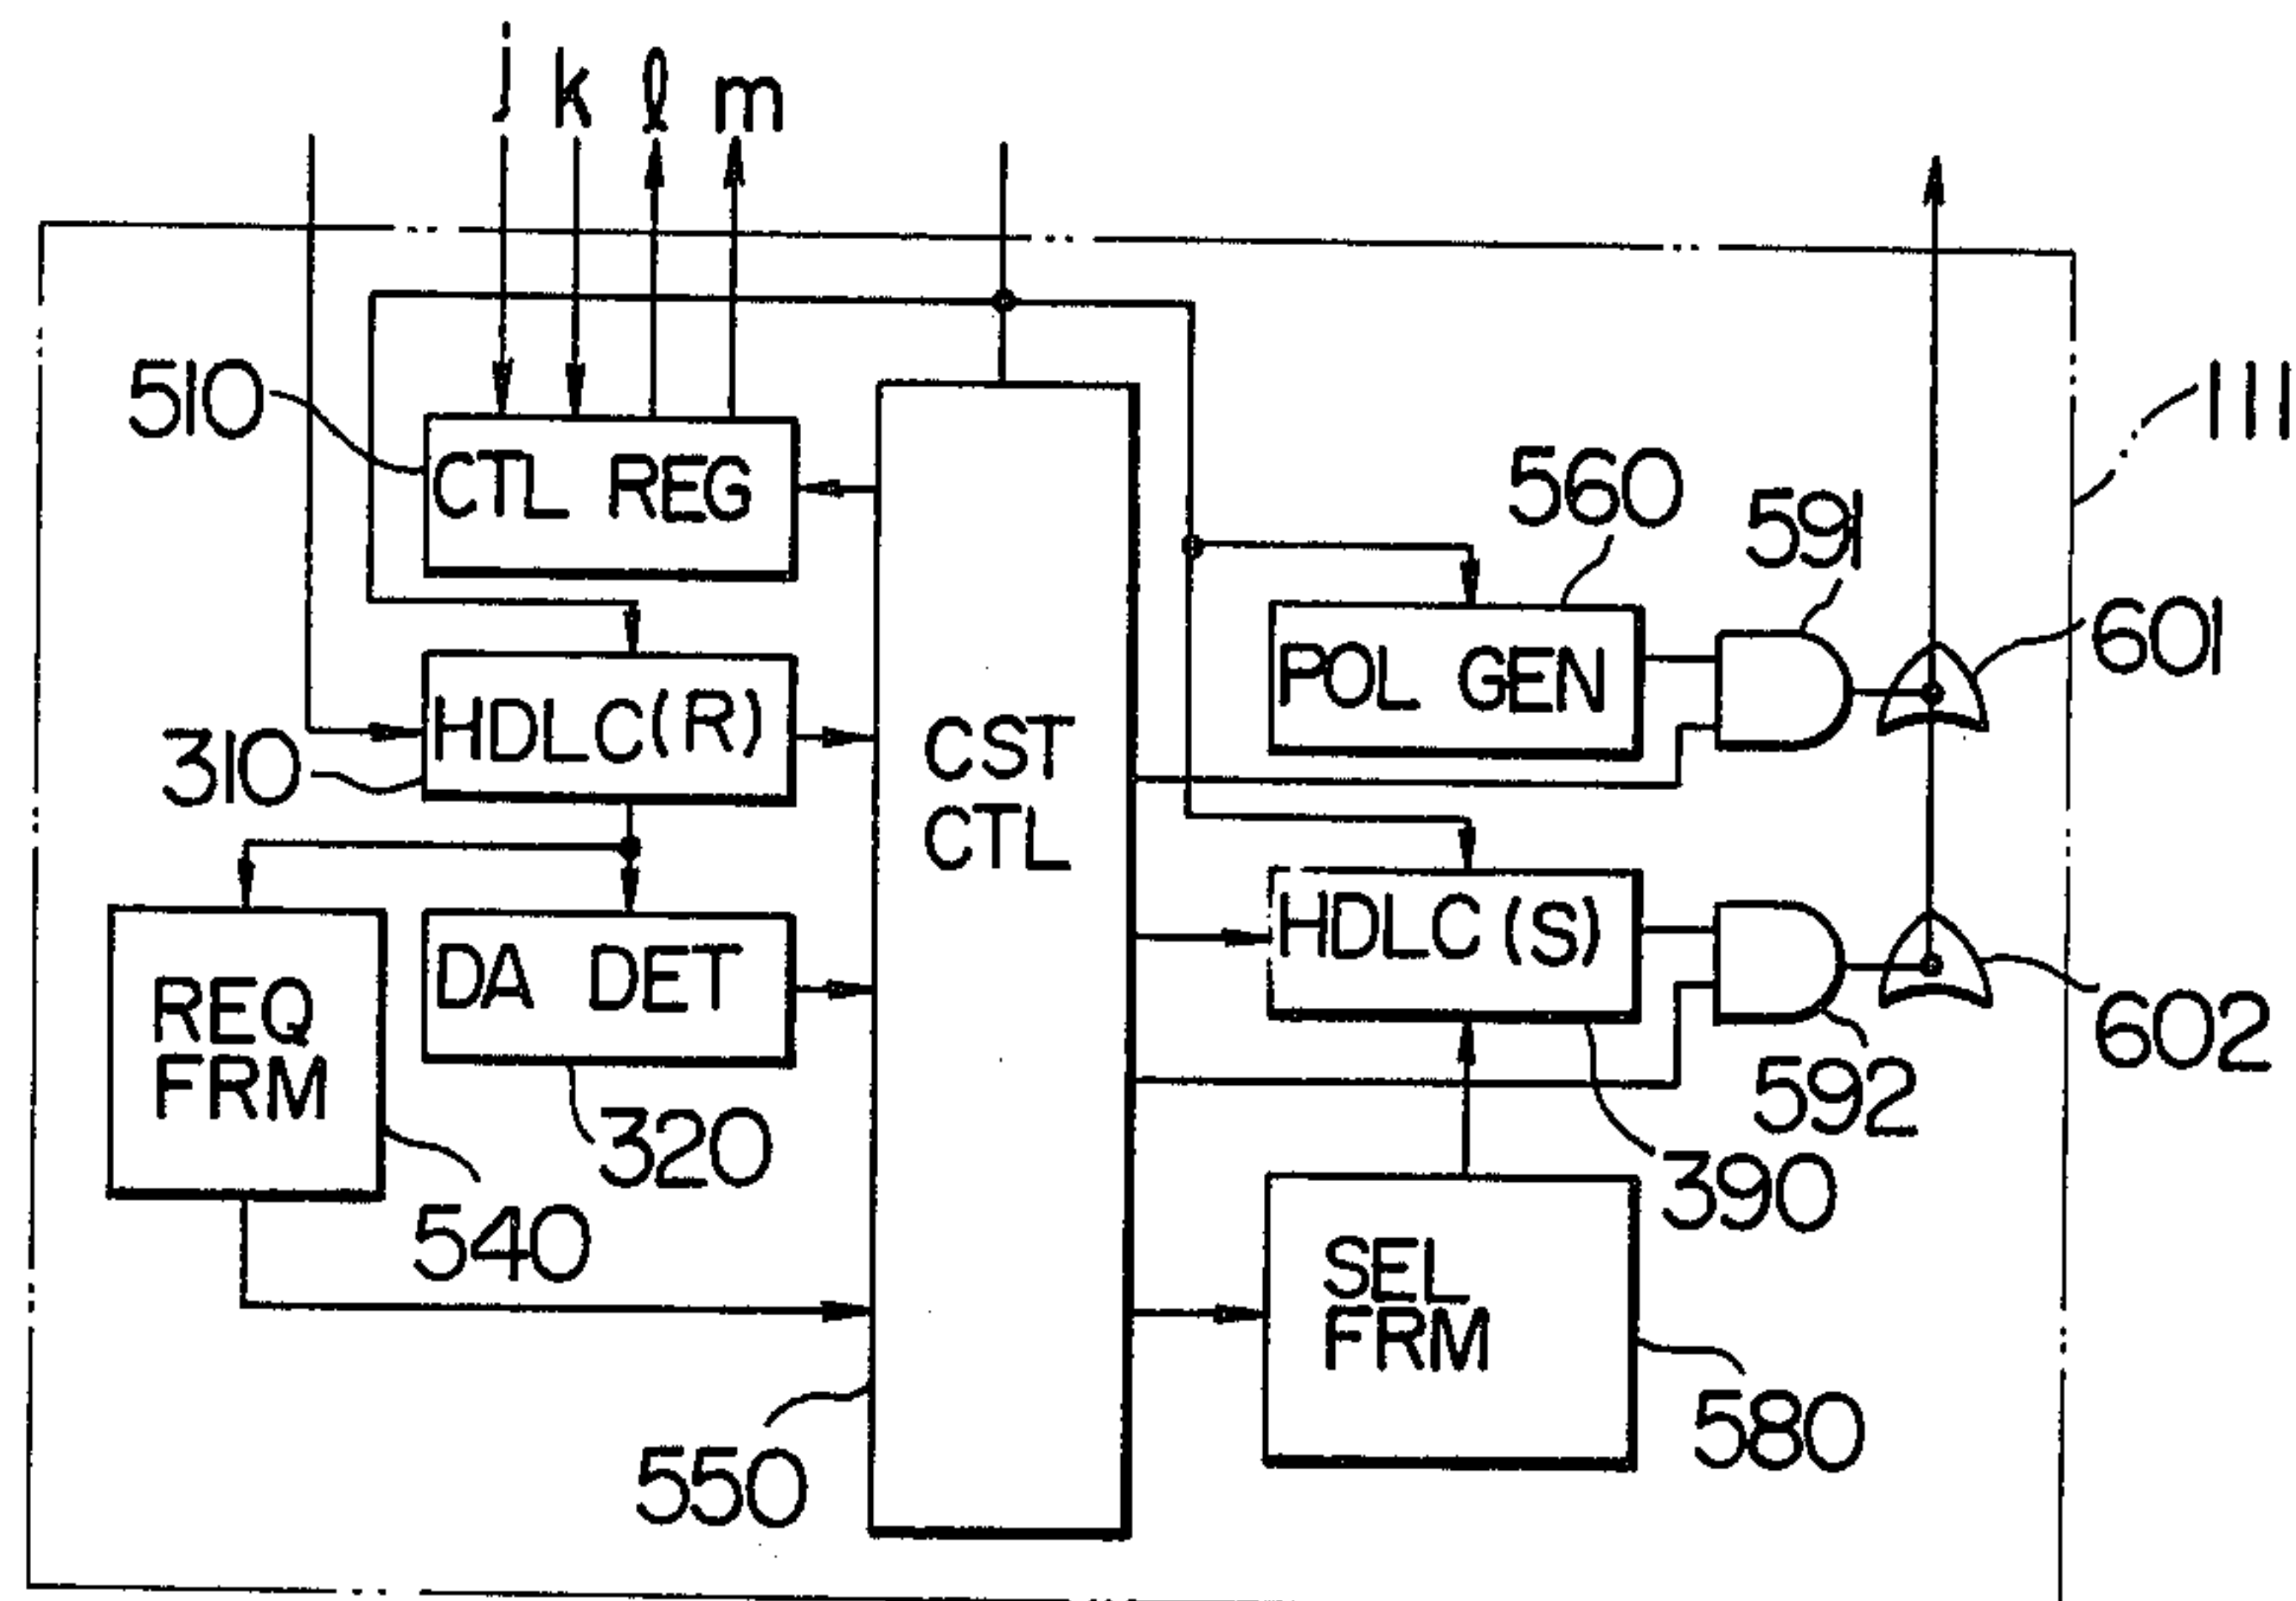 j k ℓ m
510
CTL REG
111
560
591
POL GEN
601
HDLC(R)
310
CST
CTL
HDLC(S)
DA DET
REQ
FRM
602
592
320
390
540
SEL
FRM
580
550